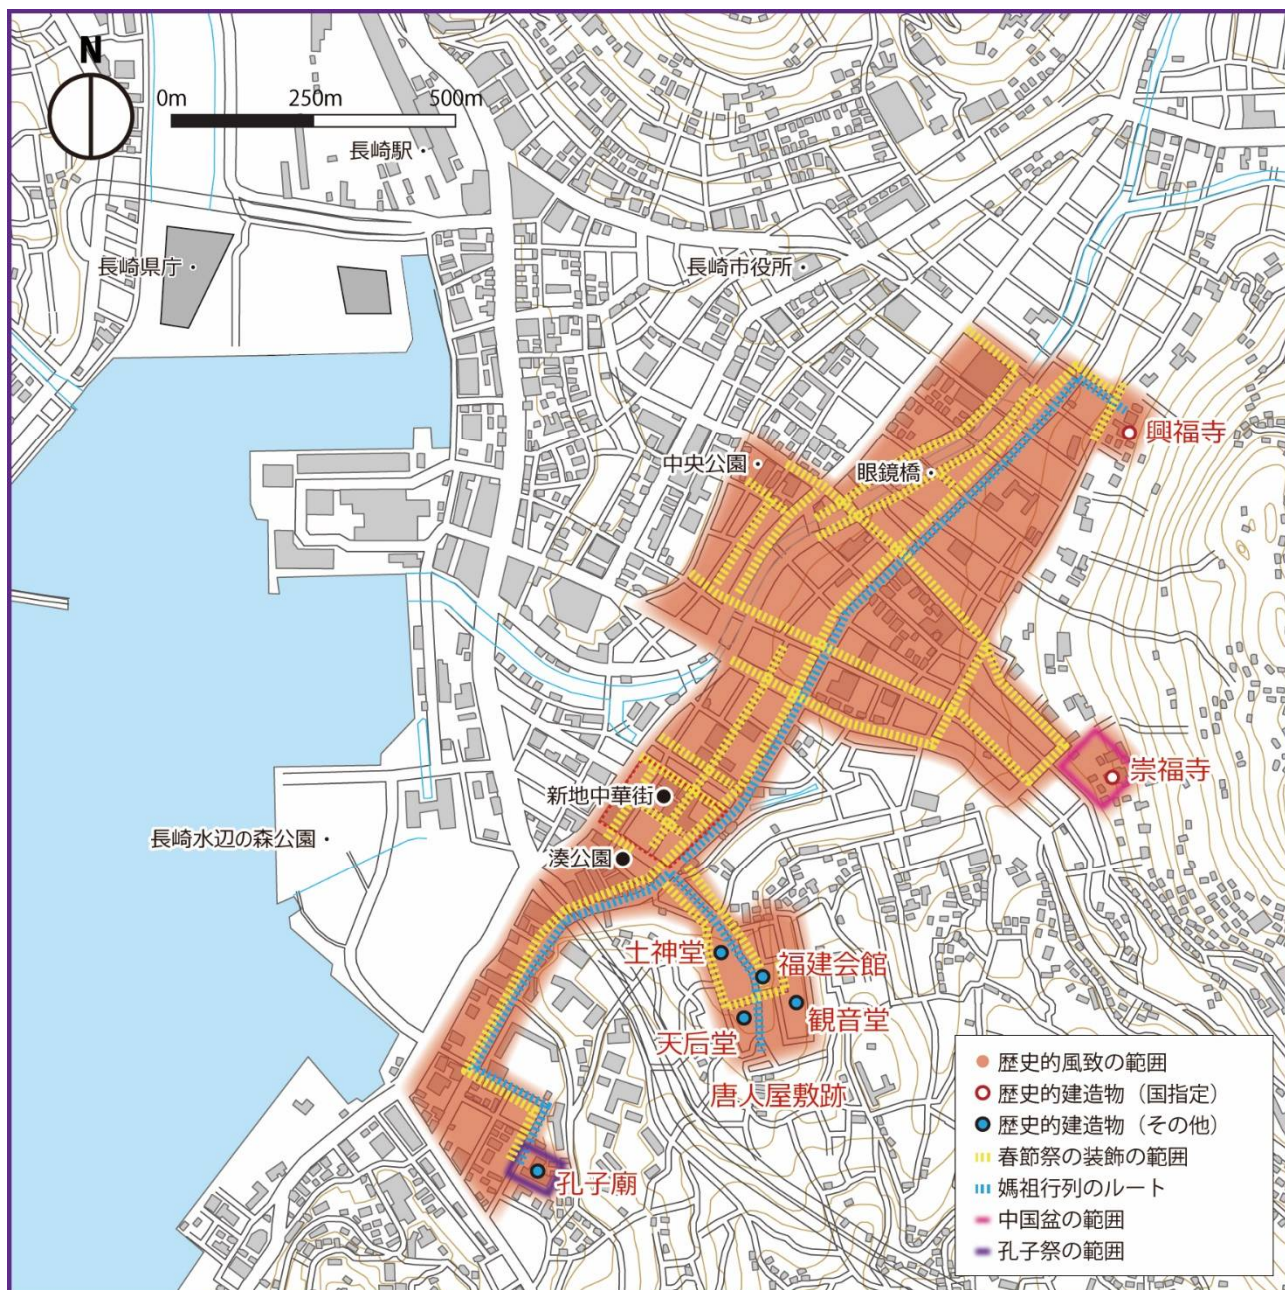 N
0m 250m 500m
長崎駅
長崎県庁
長崎市役所
興福寺
中央公園
眼鏡橋
崇福寺
新地中華街
長崎水辺の森公園
湊公園
土神堂
福建会館
観音堂
天后堂
唐人屋敷跡
孔子廟
歴史的風致の範囲
歴史的建造物（国指定）
歴史的建造物（その他）
春節祭の装飾の範囲
媽祖行列のルート
中国盆の範囲
孔子祭の範囲